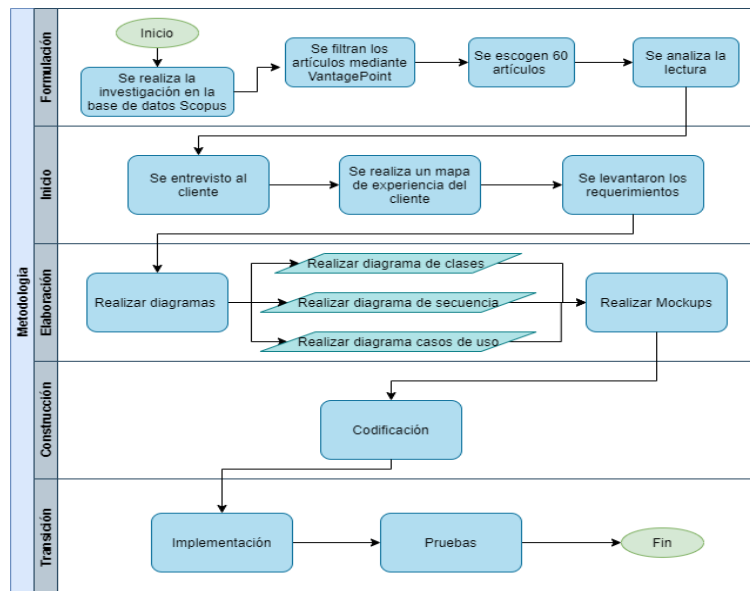 Metodología
Formulación
Inicio
Se realiza la
investigación en la
base de datos Scopus
Se filtran los
artículos mediante
VantagePoint
Se escogen 60
artículos
Se analiza la
lectura
Inicio
Se entrevisto al
cliente
Se realiza un mapa
de experiencia del
cliente
Se levantaron los
requerimientos
Elaboración
Realizar diagramas
Realizar diagrama de clases
Realizar diagrama de secuencia
Realizar diagrama casos de uso
Realizar Mockups
Construcción
Codificación
Transición
Implementación
Pruebas
Fin